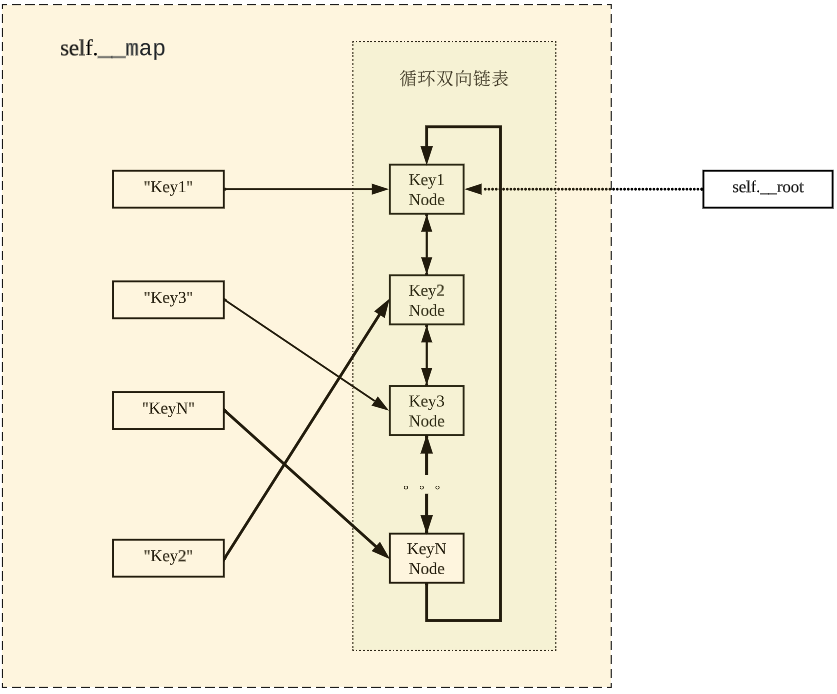 self.__map
循环双向链表
"Key1"
Key1
Node
self.__root
"Key3"
Key2
Node
"KeyN"
Key3
Node
。。。
"Key2"
KeyN
Node